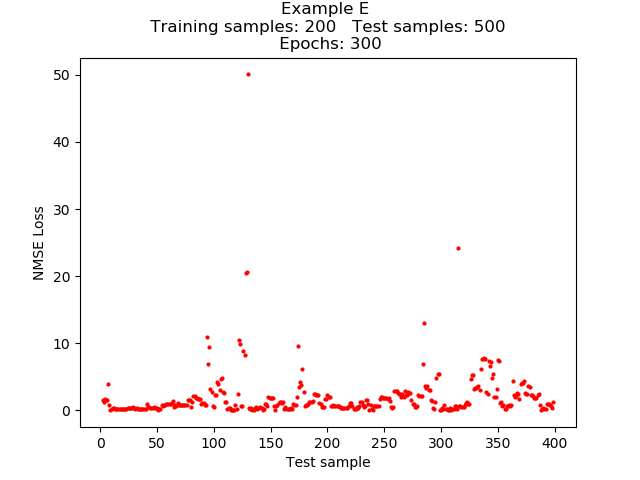 Example E
Training samples: 200   Test samples: 500
Epochs: 300
50
40
30
20
10
0
NMSE Loss
0 50 100 150 200 250 300 350 400
Test sample